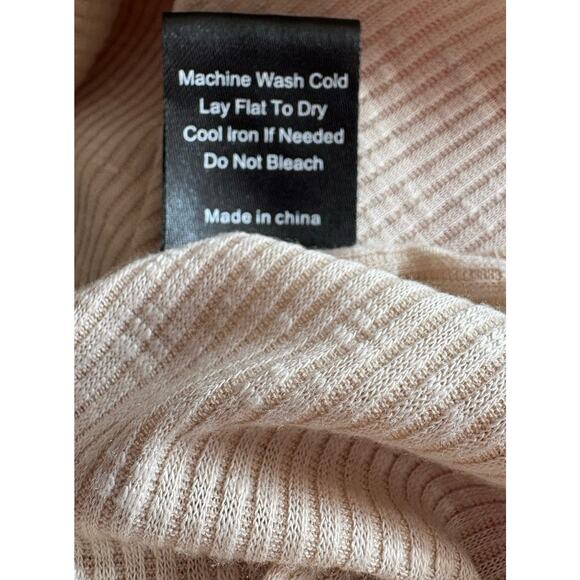 Machine Wash Cold
Lay Flat To Dry
Cool Iron If Needed
Do Not Bleach
Made in china